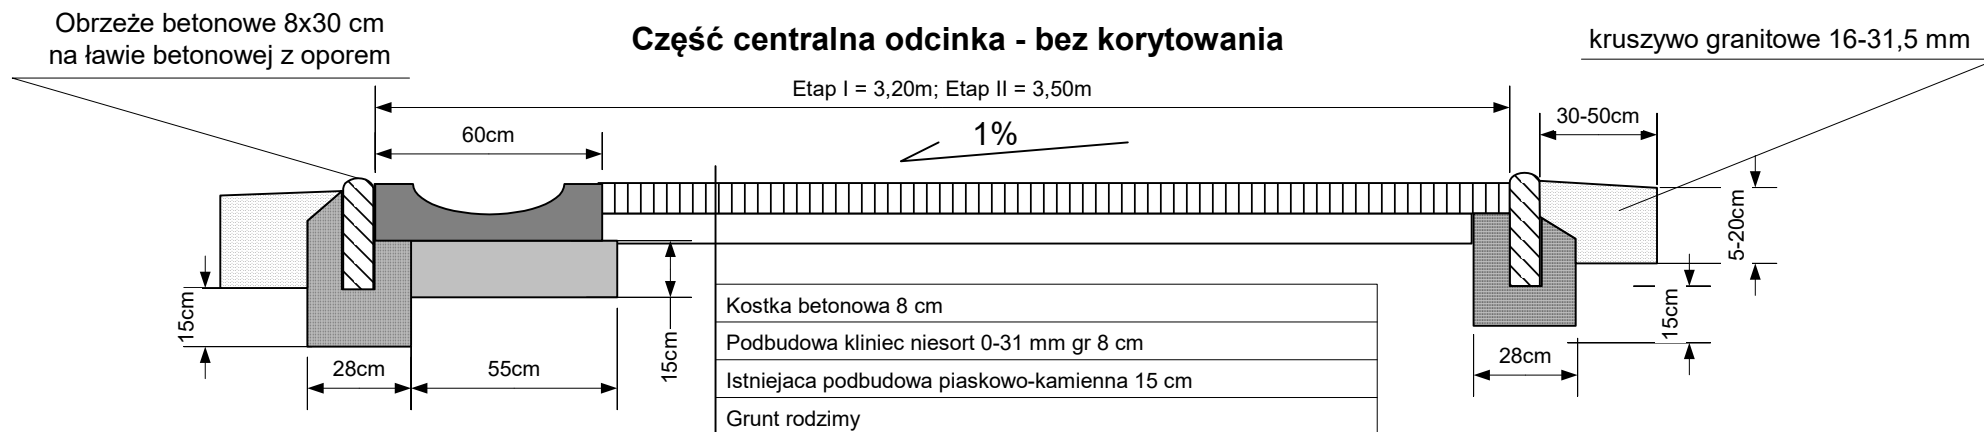 Obrzeże betonowe 8x30 cm
na ławie betonowej z oporem
Część centralna odcinka - bez korytowania
kruszywo granitowe 16-31,5 mm
Etap I = 3,20m; Etap II = 3,50m
60cm
1%
30-50cm
5-20cm
15cm
15cm
15cm
28cm
55cm
28cm
Kostka betonowa 8 cm
Podbudowa kliniec niesort 0-31 mm gr 8 cm
Istniejaca podbudowa piaskowo-kamienna 15 cm
Grunt rodzimy